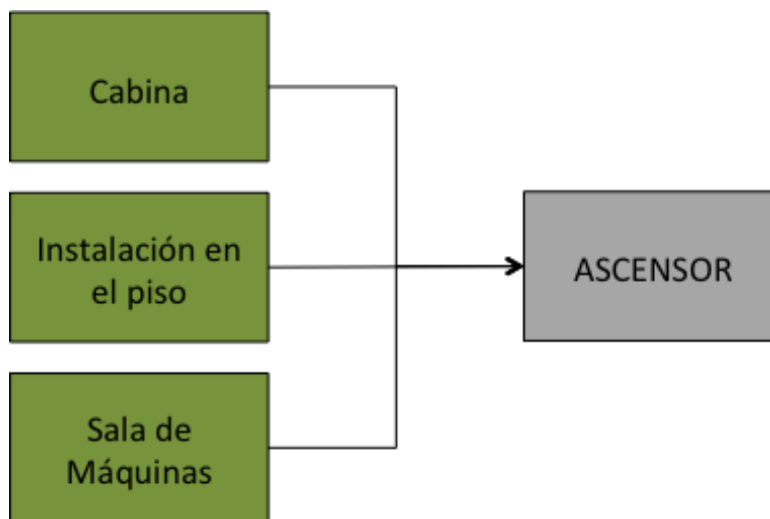 Cabina
Instalación en
el piso
ASCENSOR
Sala de
Máquinas